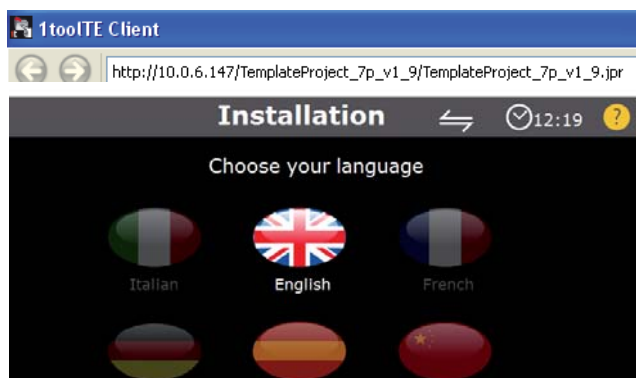 1toolTE Client
http://10.0.6.147/TemplateProject_7p_v1_9/TemplateProject_7p_v1_9.jpr
Installation 12:19 ?
Choose your language
Italian English French